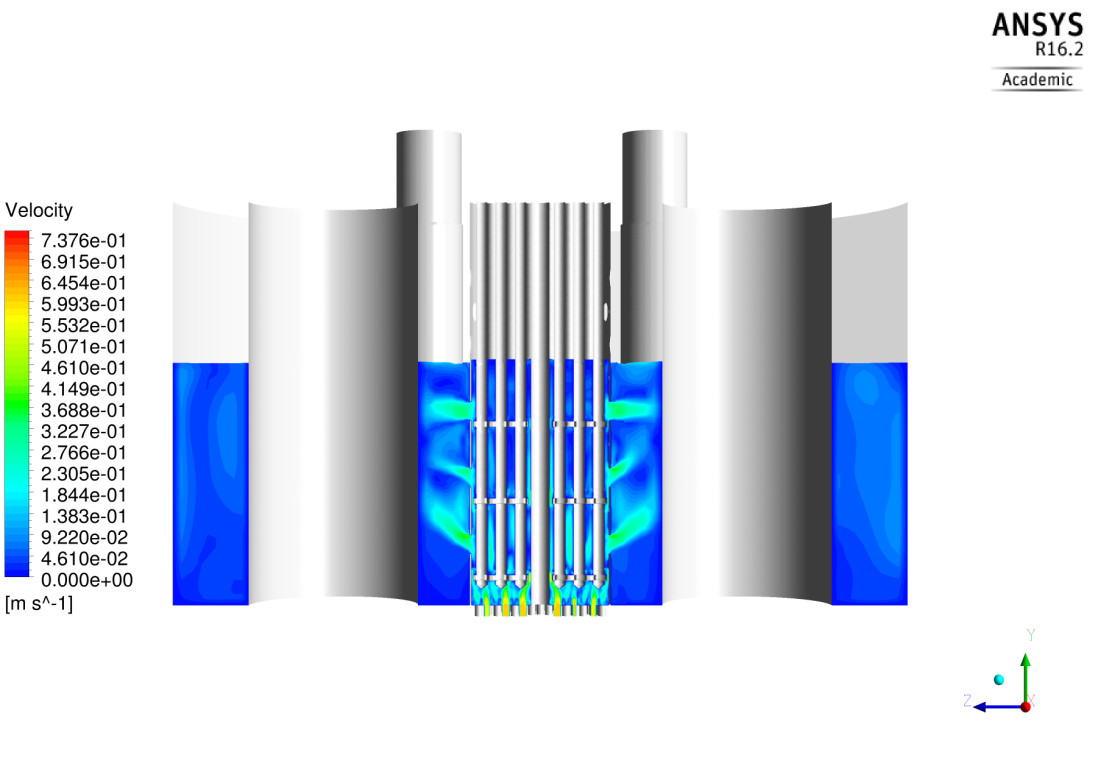 ANSYS
R16.2
Academic
Velocity
7.376e-01
6.915e-01
6.454e-01
5.993e-01
5.532e-01
5.071e-01
4.610e-01
4.149e-01
3.688e-01
3.227e-01
2.766e-01
2.305e-01
1.844e-01
1.383e-01
9.220e-02
4.610e-02
0.000e+00
[m s^-1]
Y
Z
X